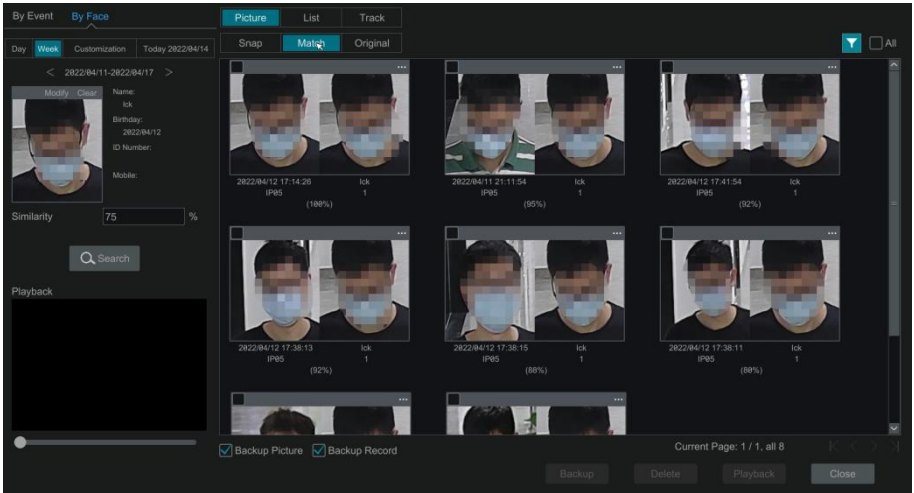 By Event By Face
Picture List Track
Day Week Customization Today 2022/04/14
Snap Match Original
All
< 2022/04/11-2022/04/17 >
Modify Clear
Name:
lck
Birthday:
2022/04/12
ID Number:
Mobile:
Similarity 75 %
Search
Playback
2022/04/12 17:14:26 lck
IP05 1
(100%)
2022/04/11 21:11:54 lck
IP05 1
(95%)
2022/04/12 17:41:54 lck
IP05 1
(92%)
2022/04/12 17:38:13 lck
IP05 1
(92%)
2022/04/12 17:38:15 lck
IP05 1
(88%)
2022/04/12 17:38:11 lck
IP05 1
(80%)
Backup Picture Backup Record
Current Page: 1 / 1, all 8
Backup Delete Playback Close